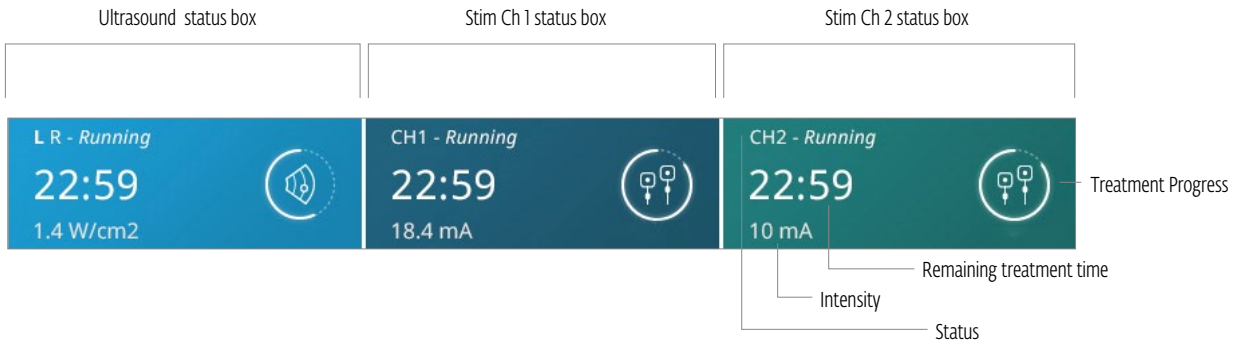 Ultrasound status box
Stim Ch 1 status box
Stim Ch 2 status box
L R - Running
22:59
1.4 W/cm2
CH1 - Running
22:59
18.4 mA
CH2 - Running
22:59
10 mA
Treatment Progress
Remaining treatment time
Intensity
Status